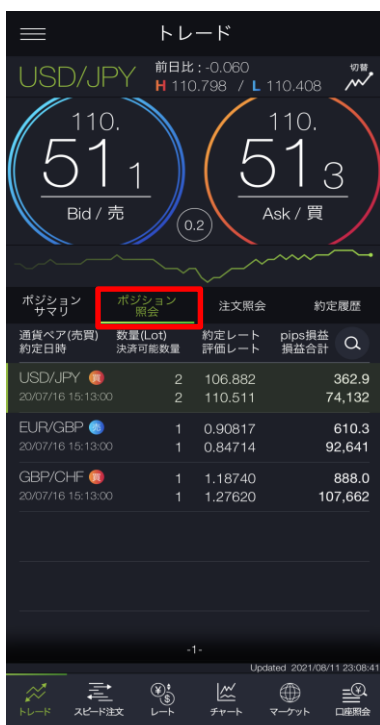 トレード
USD/JPY 前日比:-0.060 切替
H 110.798 / L 110.408
110. 110.
51 1 51 3
Bid / 売 0.2 Ask / 買
ポジションサマリ ポジション照会 注文照会 約定履歴
通貨ペア(売買) 数量(Lot) 約定レート pips損益
約定日時 決済可能数量 評価レート 損益合計
USD/JPY 買 2 106.882 362.9
20/07/16 15:13:00 2 110.511 74,132
EUR/GBP 売 1 0.90817 610.3
20/07/16 15:13:00 1 0.84714 92,641
GBP/CHF 買 1 1.18740 888.0
20/07/16 15:13:00 1 1.27620 107,662
-1-
Updated 2021/08/11 23:08:41
トレード スピード注文 レート チャート マーケット 口座照会